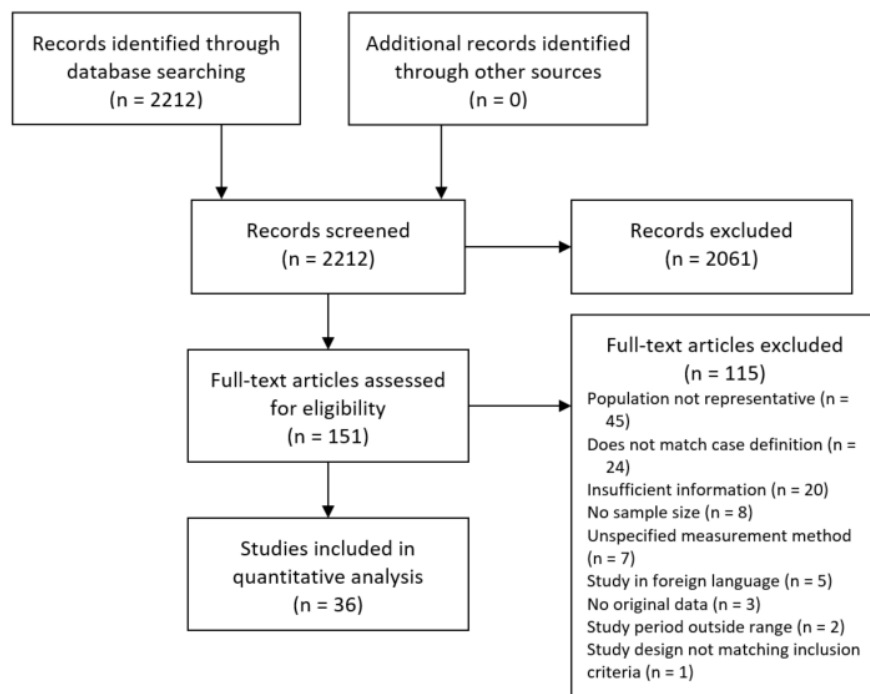 Records identified through
database searching
(n = 2212)
Additional records identified
through other sources
(n = 0)
Records screened
(n = 2212)
Records excluded
(n = 2061)
Full-text articles assessed
for eligibility
(n = 151)
Full-text articles excluded
(n = 115)
Population not representative (n =
45)
Does not match case definition (n =
24)
Insufficient information (n = 20)
No sample size (n = 8)
Unspecified measurement method
(n = 7)
Study in foreign language (n = 5)
No original data (n = 3)
Study period outside range (n = 2)
Study design not matching inclusion
criteria (n = 1)
Studies included in
quantitative analysis
(n = 36)